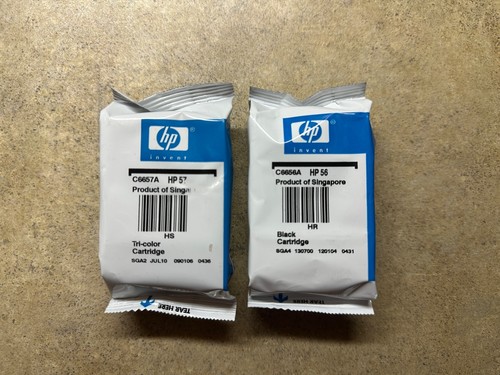 hp
invent
C6657A HP 57
Product of Singap
HS
Tri-color
Cartridge
SGA2 JUL10 090106 0436
TEAR HERE
hp
invent
C6656A HP 56
Product of Singapore
HR
Black
Cartridge
SGA4 130700 120104 0431
TEAR HERE